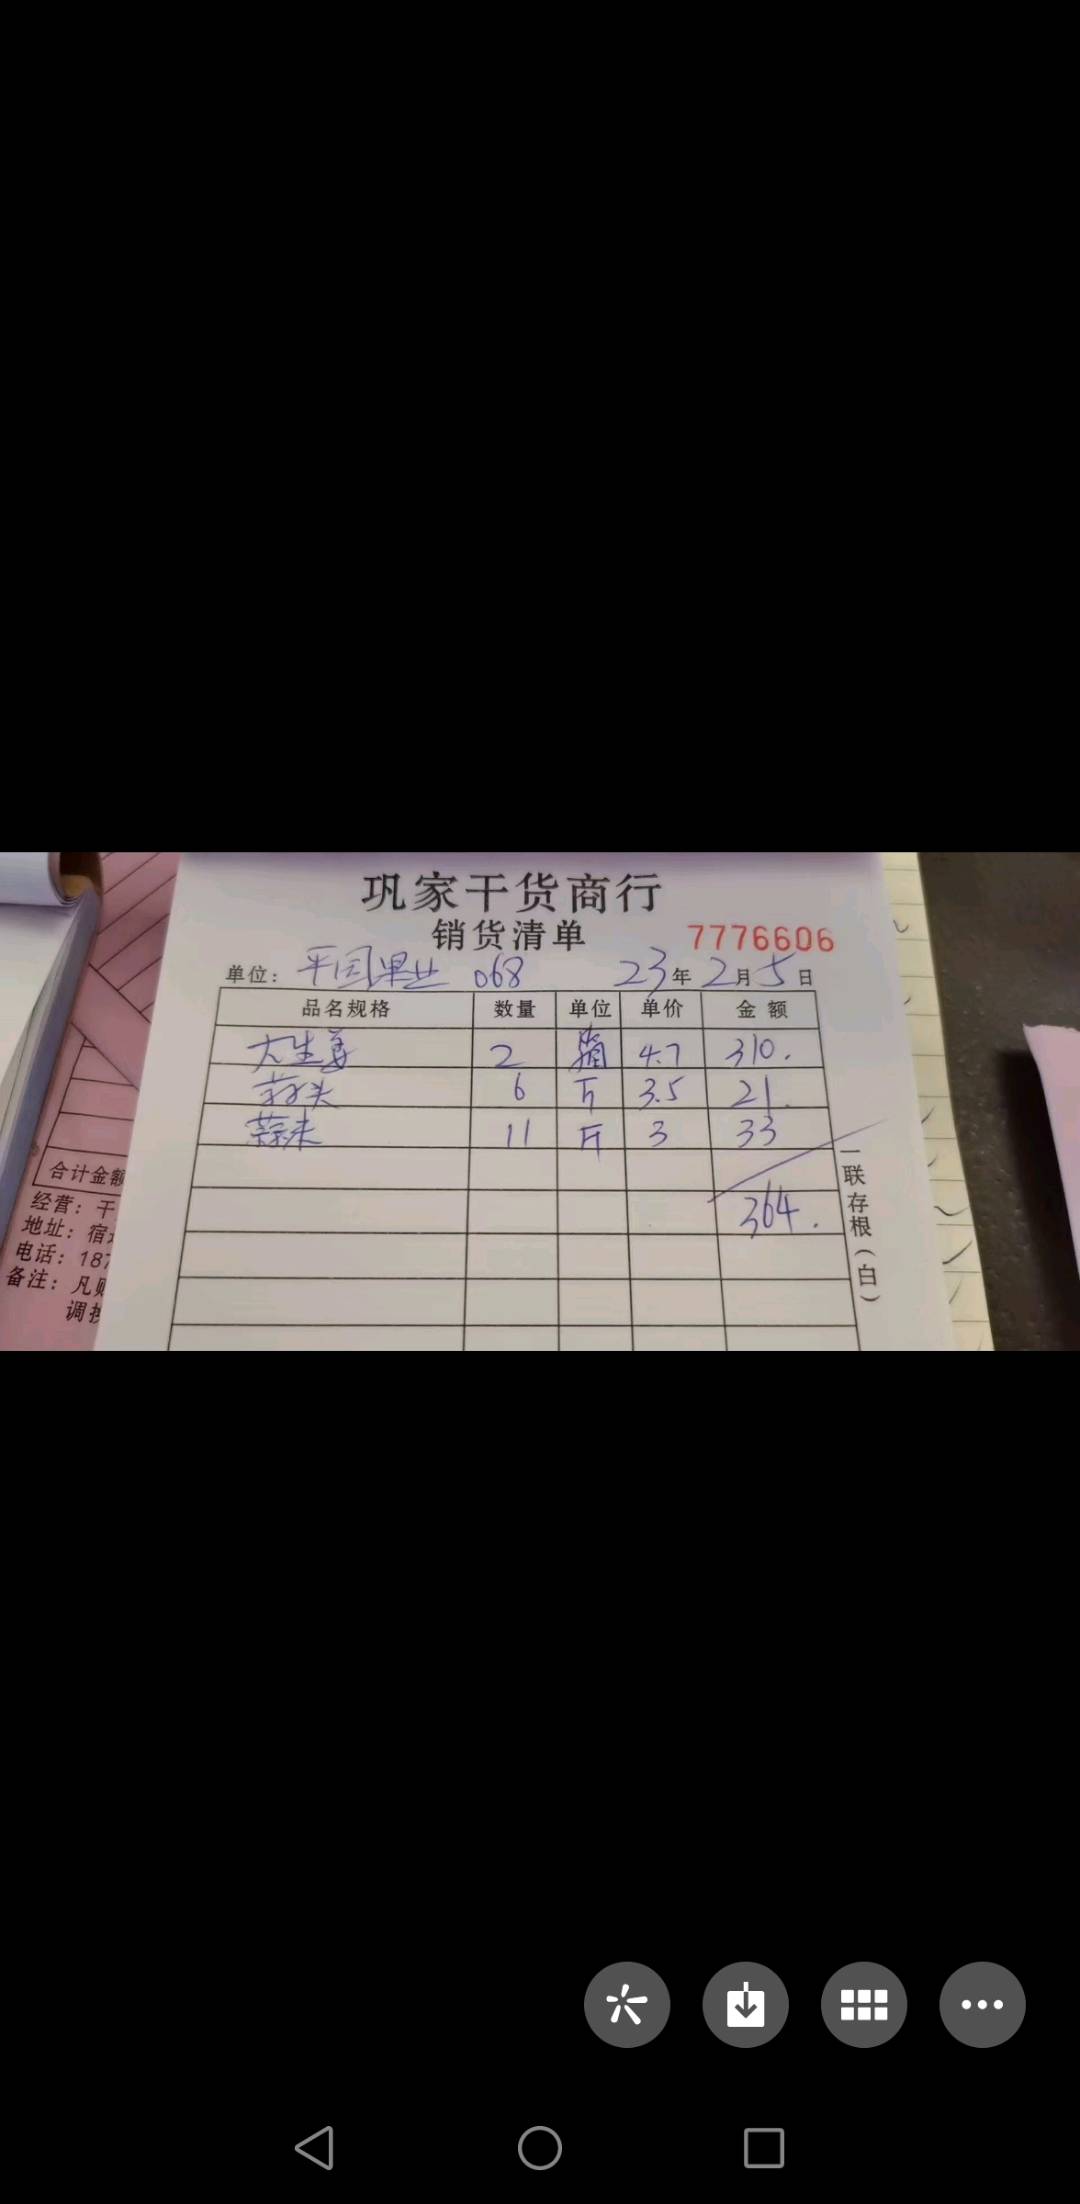 巩家干货商行
销货清单 7776606
单位: 平国果业 068 23年2月5日
品名规格 数量 单位 单价 金额
大生姜 2 箱 4.7 310.
蒜头 6 斤 3.5 21.
蒜米 11 斤 3 33
364.
一联存根(白)
合计金额
经营: 干
地址: 宿
电话: 187
备注: 凡
调换